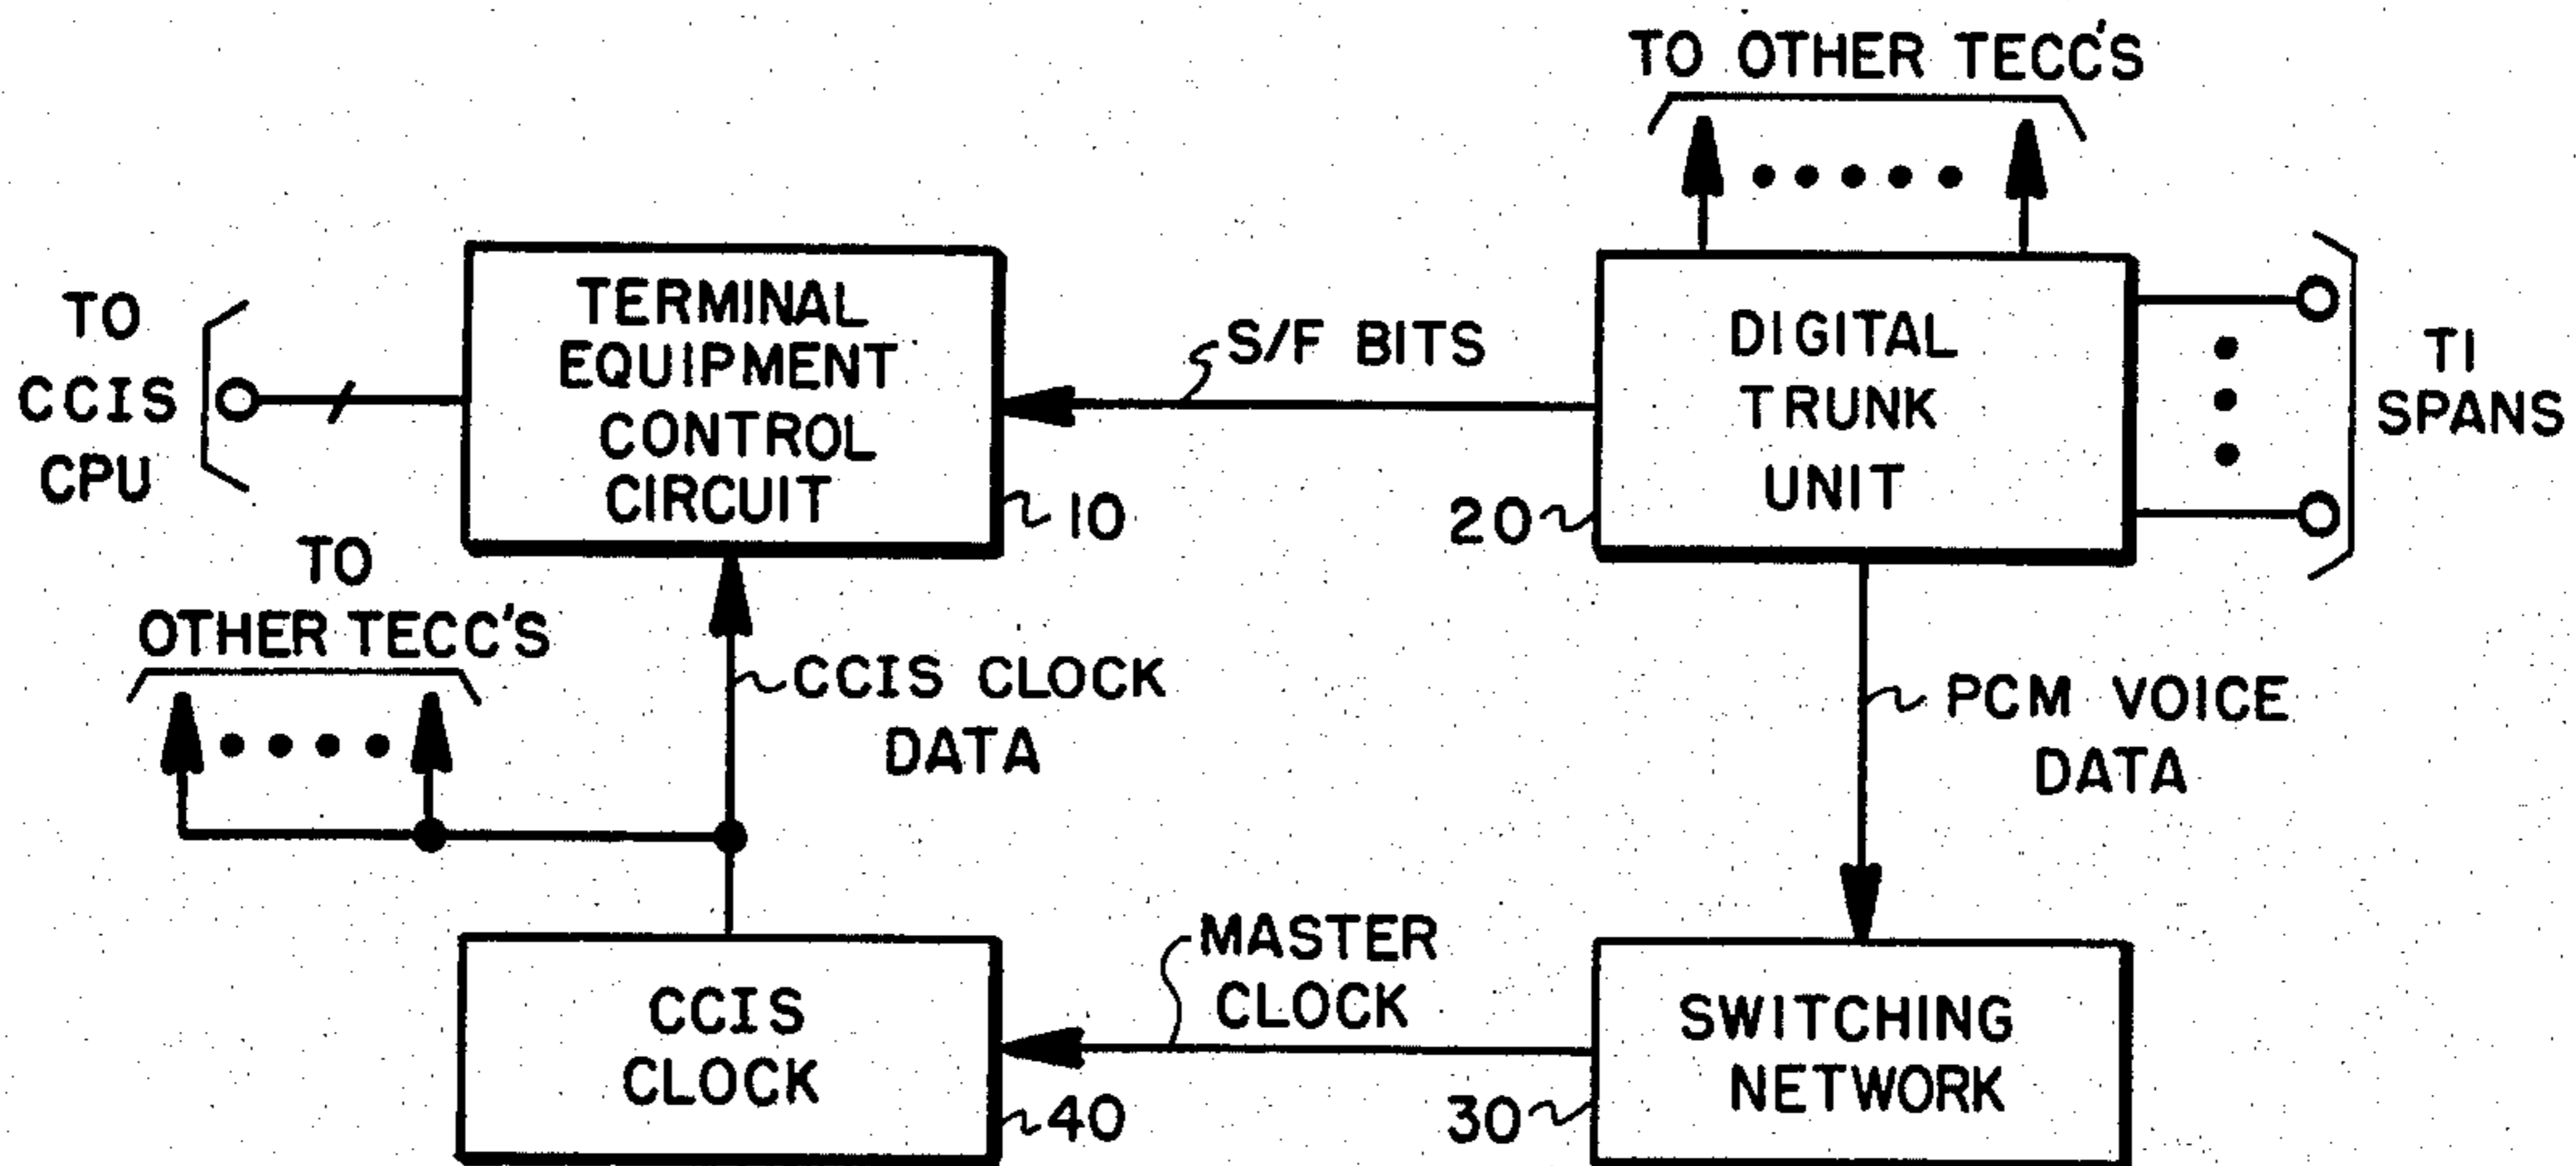 TO OTHER TECC'S
TO
CCIS
CPU
TERMINAL
EQUIPMENT
CONTROL
CIRCUIT
10
S/F BITS
DIGITAL
TRUNK
UNIT
20
T1
SPANS
TO
OTHER TECC'S
CCIS CLOCK
DATA
PCM VOICE
DATA
CCIS
CLOCK
40
MASTER
CLOCK
SWITCHING
NETWORK
30